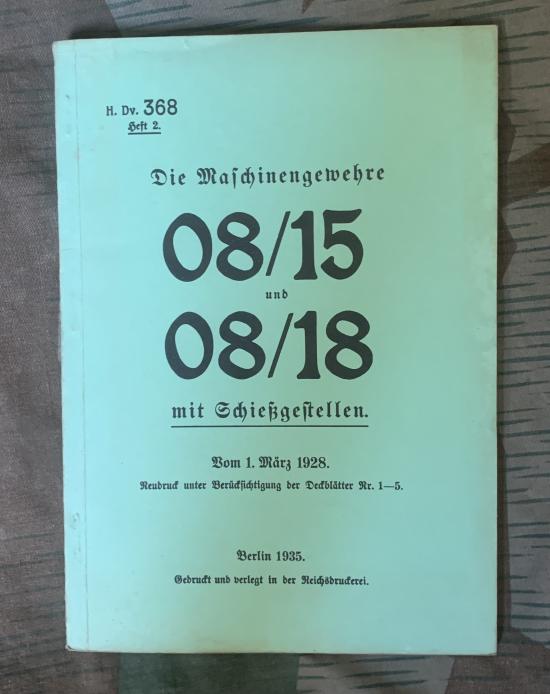 H. Dv. 368
Heft 2.
Die Maſchinengewehre
08/15
und
08/18
mit Schießgeſtellen.
Vom 1. März 1928.
Neudruck unter Berückſichtigung der Deckblätter Nr. 1—5.
Berlin 1935.
Gedruckt und verlegt in der Reichsdruckerei.